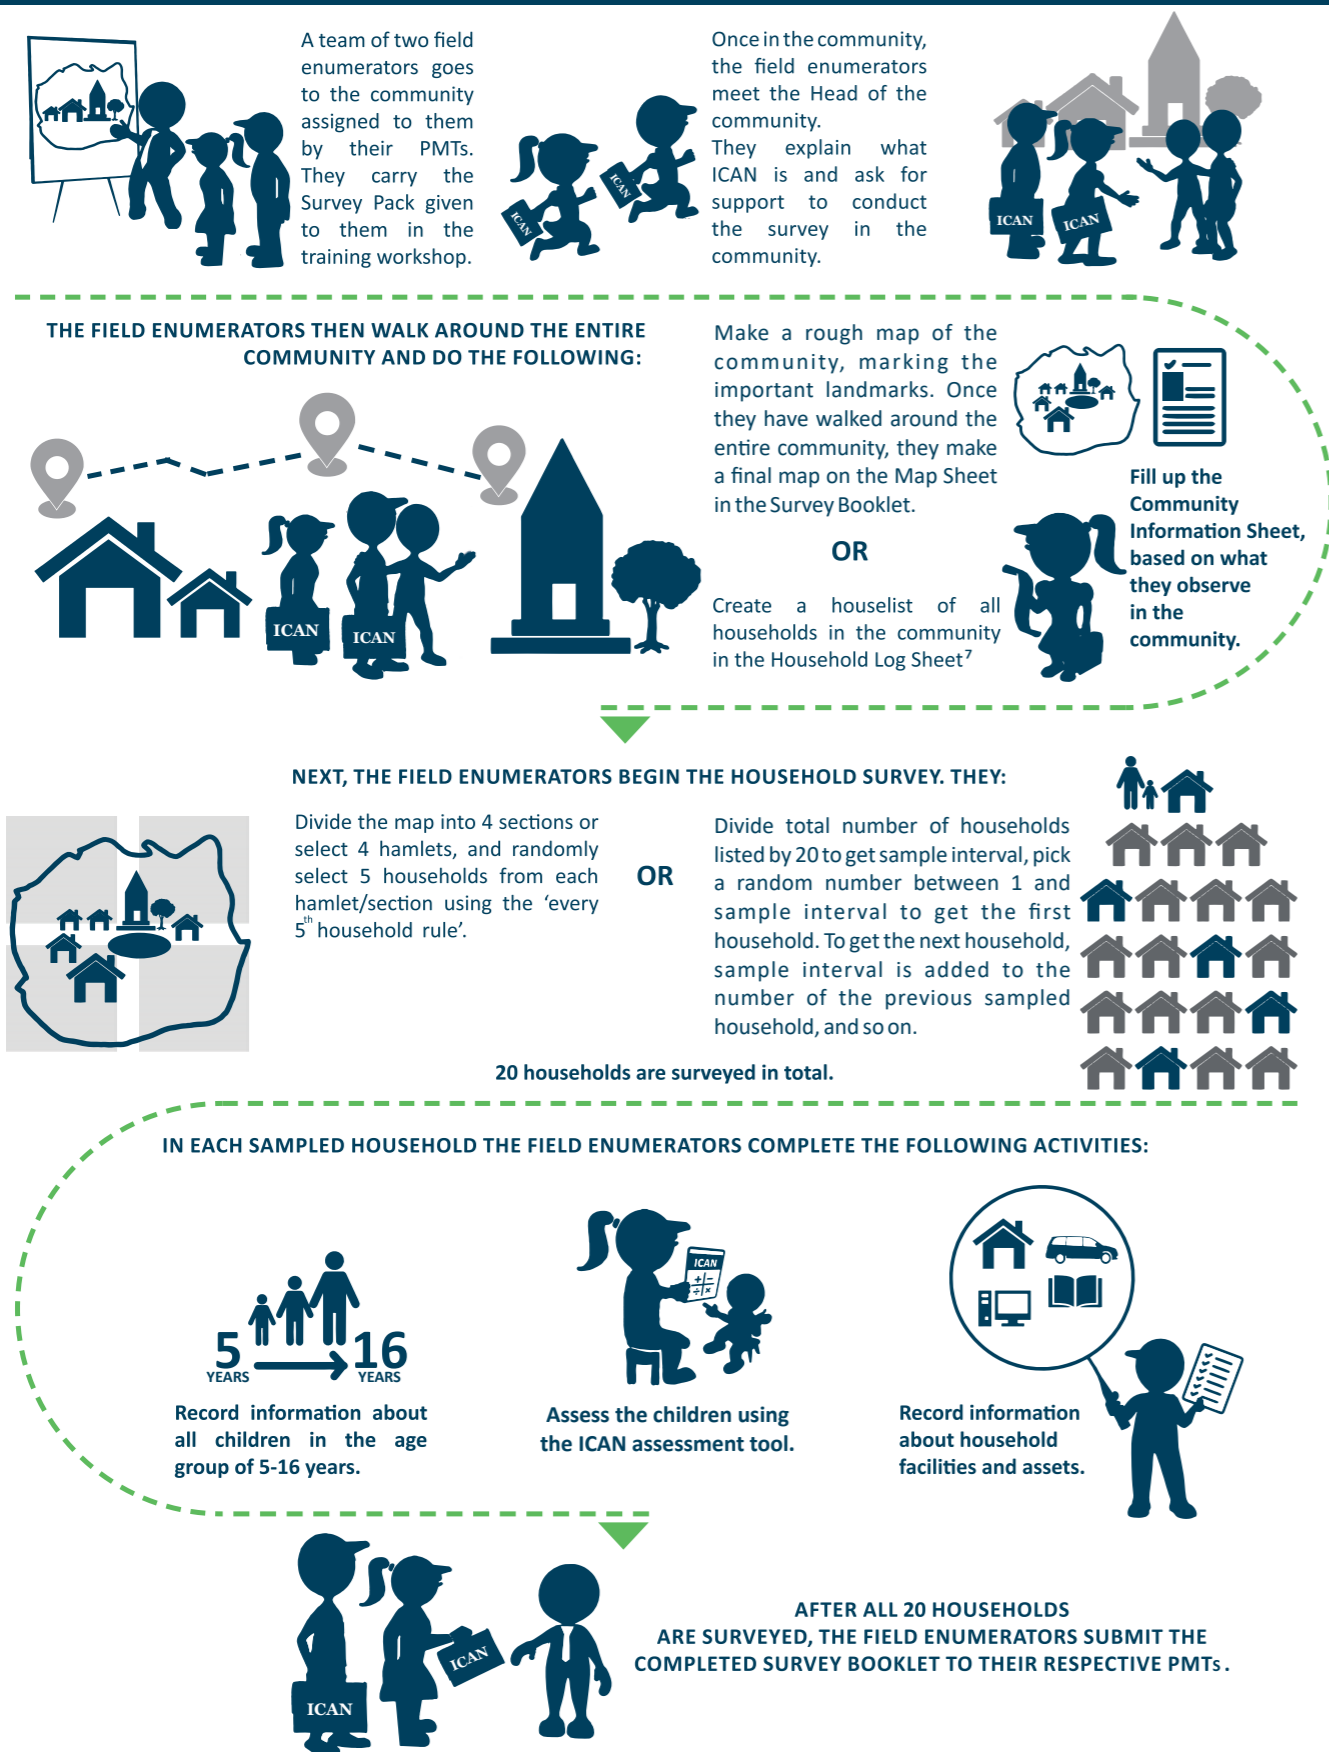 A team of two field
enumerators goes
to the community
assigned to them
by their PMTs.
They carry the
Survey Pack given
to them in the
training workshop.
ICAN
ICAN
Once in the community,
the field enumerators
meet the Head of the
community.
They explain what
ICAN is and ask for
support to conduct
the survey in the
community.
ICAN
ICAN
THE FIELD ENUMERATORS THEN WALK AROUND THE ENTIRE
COMMUNITY AND DO THE FOLLOWING:
ICAN
ICAN
Make a rough map of the
community, marking the
important landmarks. Once
they have walked around the
entire community, they make
a final map on the Map Sheet
in the Survey Booklet.
OR
Create a houselist of all
households in the community
in the Household Log Sheet⁷
Fill up the
Community
Information Sheet,
based on what
they observe
in the
community.
NEXT, THE FIELD ENUMERATORS BEGIN THE HOUSEHOLD SURVEY. THEY:
Divide the map into 4 sections or
select 4 hamlets, and randomly
select 5 households from each
hamlet/section using the ‘every
5th household rule’.
OR
Divide total number of households
listed by 20 to get sample interval, pick
a random number between 1 and
sample interval to get the first
household. To get the next household,
sample interval is added to the
number of the previous sampled
household, and so on.
20 households are surveyed in total.
IN EACH SAMPLED HOUSEHOLD THE FIELD ENUMERATORS COMPLETE THE FOLLOWING ACTIVITIES:
5 16
YEARS YEARS
Record information about
all children in the age
group of 5-16 years.
ICAN
+ −
÷ ×
Assess the children using
the ICAN assessment tool.
Record information
about household
facilities and assets.
ICAN
ICAN
AFTER ALL 20 HOUSEHOLDS
ARE SURVEYED, THE FIELD ENUMERATORS SUBMIT THE
COMPLETED SURVEY BOOKLET TO THEIR RESPECTIVE PMTs .